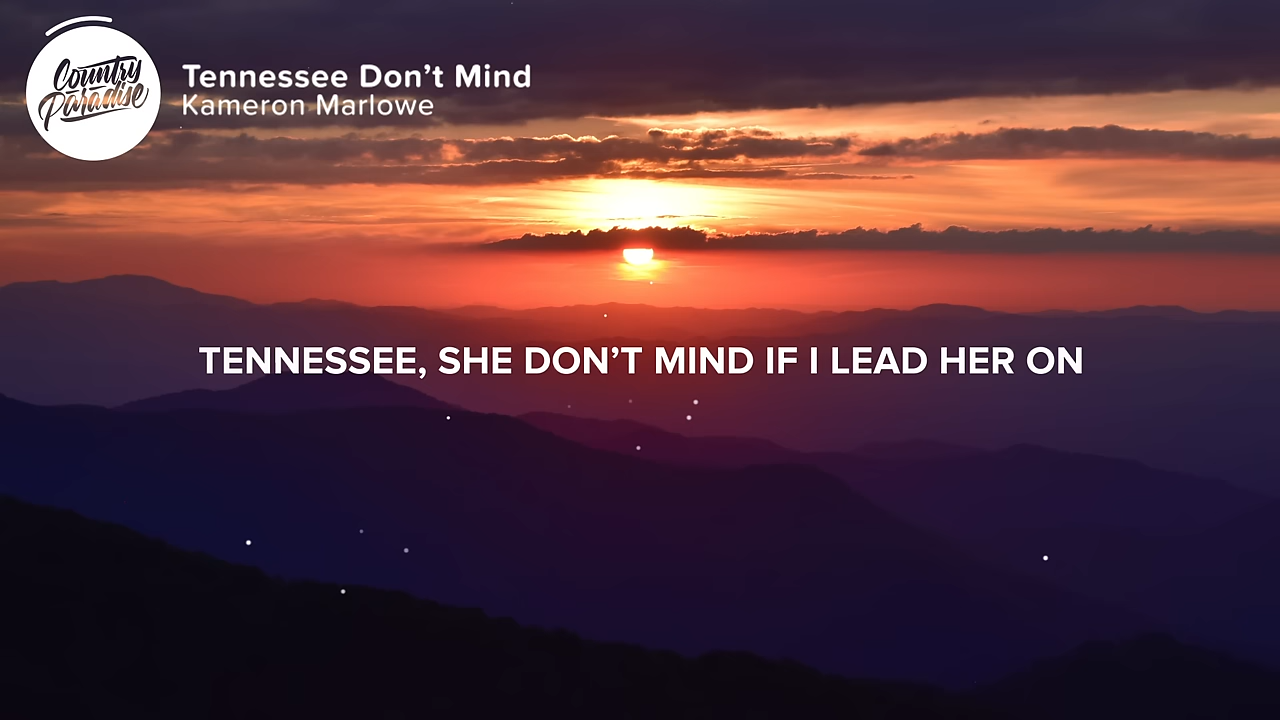 Country
Paradise
Tennessee Don’t Mind
Kameron Marlowe
TENNESSEE, SHE DON’T MIND IF I LEAD HER ON